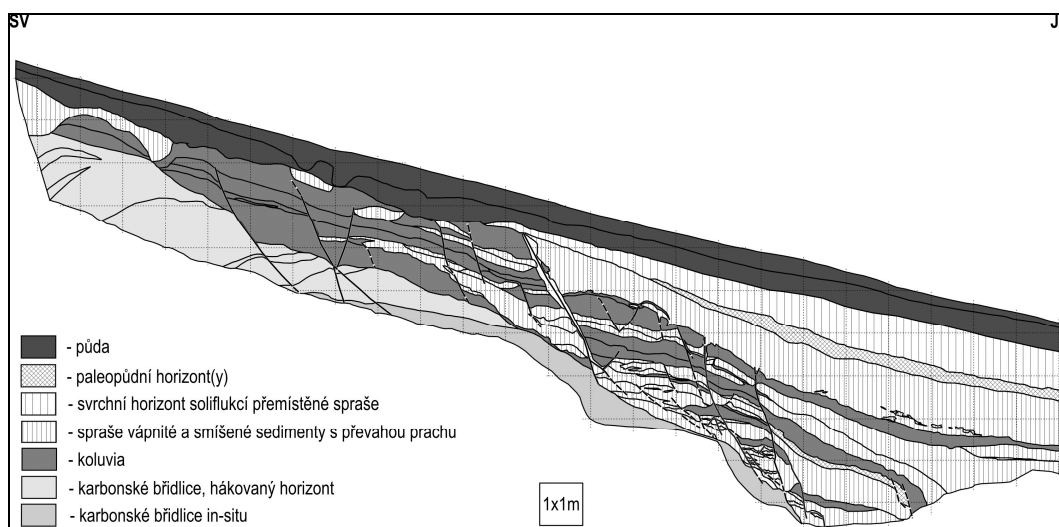 SV
J
- půda
- paleopůdní horizont(y)
- svrchní horizont soliflukcí přemístěné spraše
- spraše vápnité a smíšené sedimenty s převahou prachu
- koluvia
- karbonské břidlice, hákovaný horizont
- karbonské břidlice in-situ
1x1m